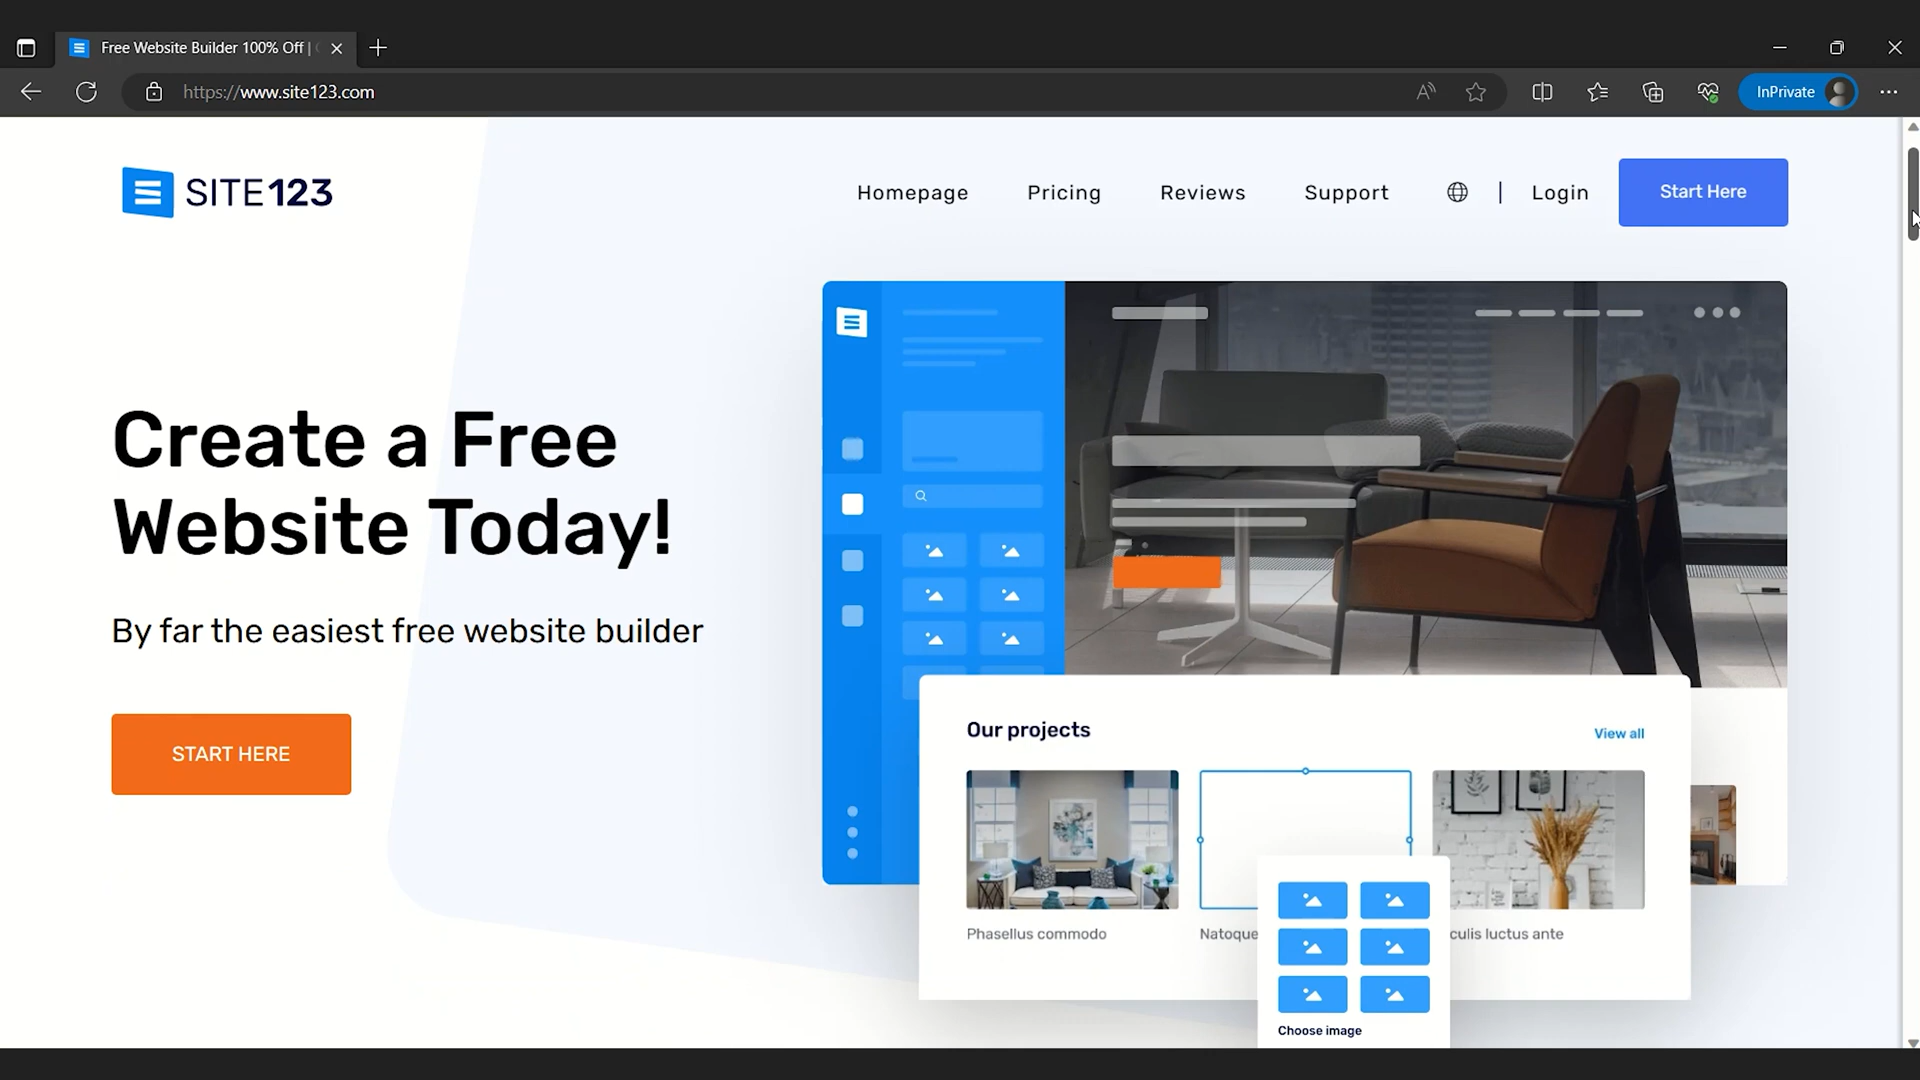 Free Website Builder 100% Off |
https://www.site123.com
InPrivate
SITE123
Homepage
Pricing
Reviews
Support
Login
Start Here
Create a Free
Website Today!
By far the easiest free website builder
START HERE
Our projects
View all
Phasellus commodo
Natoque
culis luctus ante
Choose image